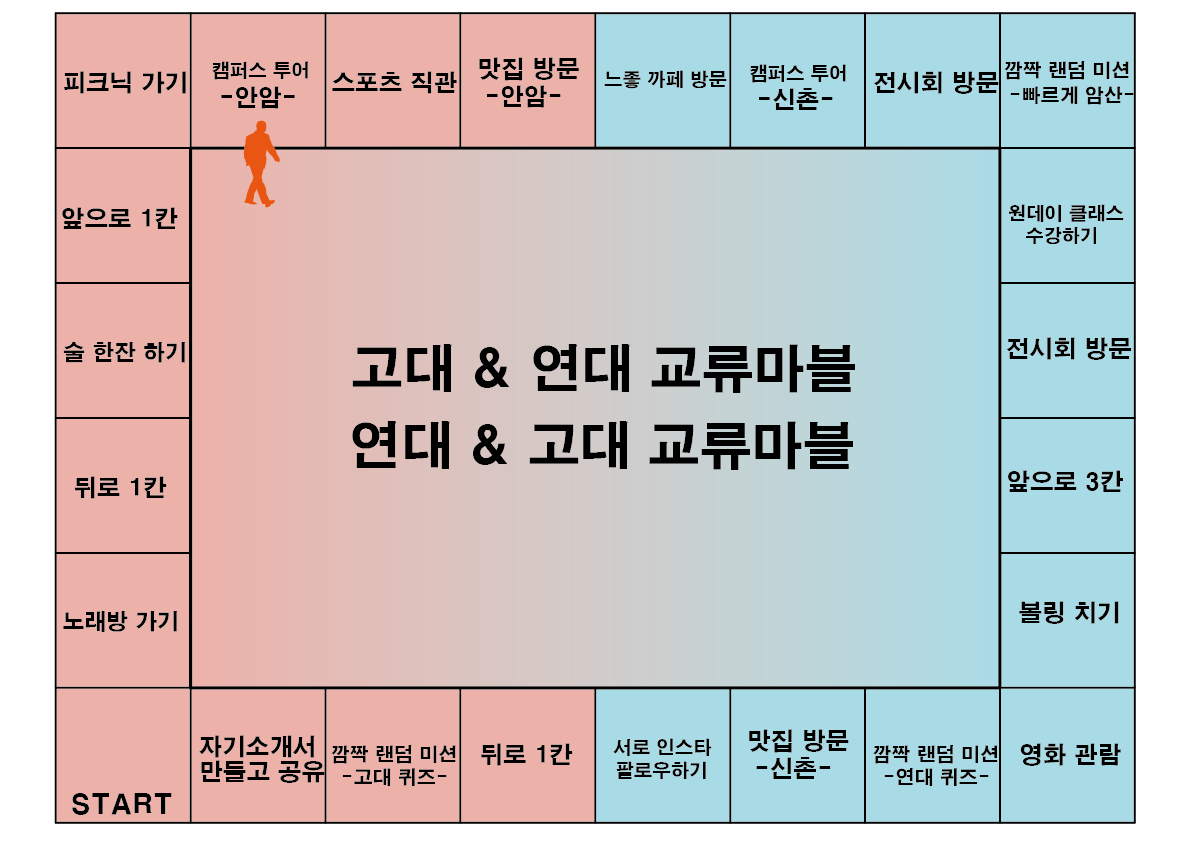 피크닉 가기
캠퍼스 투어
-안암-
스포츠 직관
맛집 방문
-안암-
느좋 까페 방문
캠퍼스 투어
-신촌-
전시회 방문
깜짝 랜덤 미션
-빠르게 암산-
앞으로 1칸
원데이 클래스
수강하기
술 한잔 하기
전시회 방문
고대 & 연대 교류마블
연대 & 고대 교류마블
뒤로 1칸
앞으로 3칸
노래방 가기
볼링 치기
START
자기소개서
만들고 공유
깜짝 랜덤 미션
-고대 퀴즈-
뒤로 1칸
서로 인스타
팔로우하기
맛집 방문
-신촌-
깜짝 랜덤 미션
-연대 퀴즈-
영화 관람